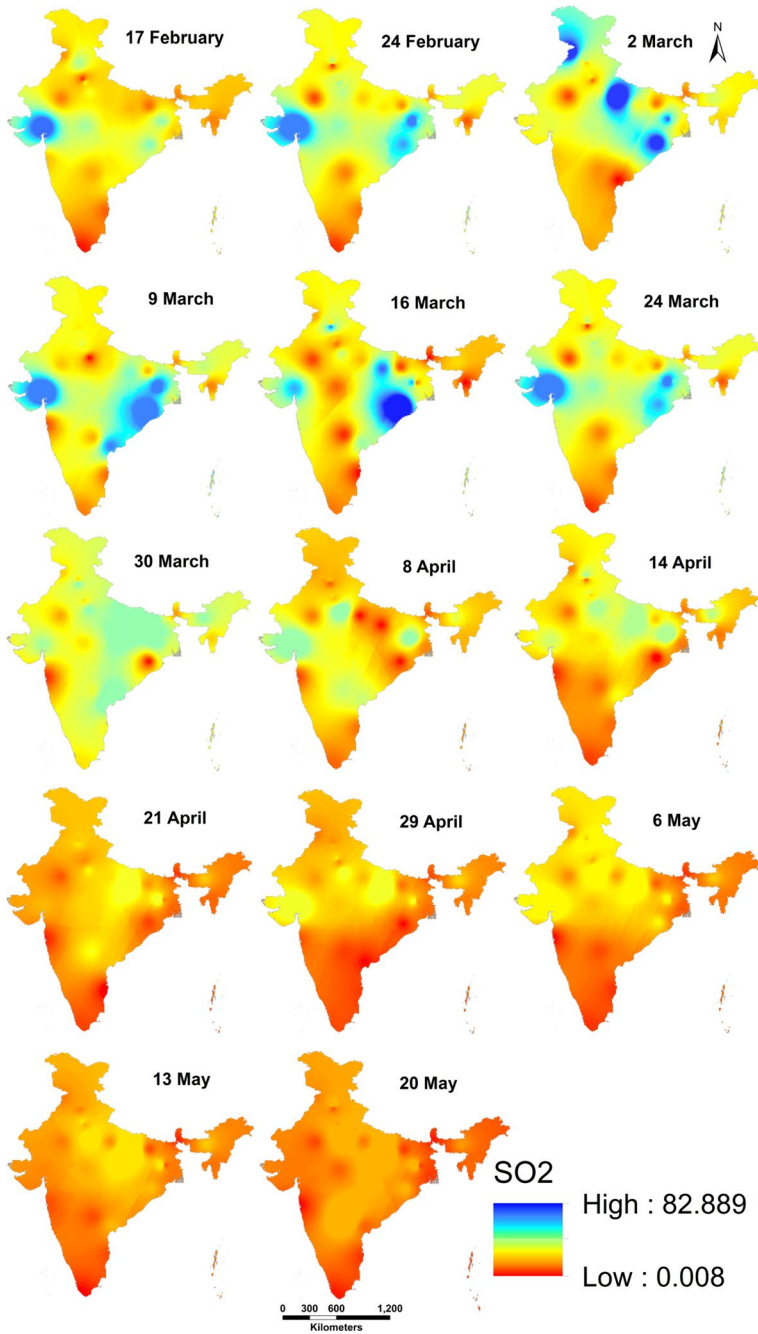 17 February
24 February
2 March
N
9 March
16 March
24 March
30 March
8 April
14 April
21 April
29 April
6 May
13 May
20 May
SO2
High : 82.889
Low : 0.008
0 300 600 1,200
Kilometers